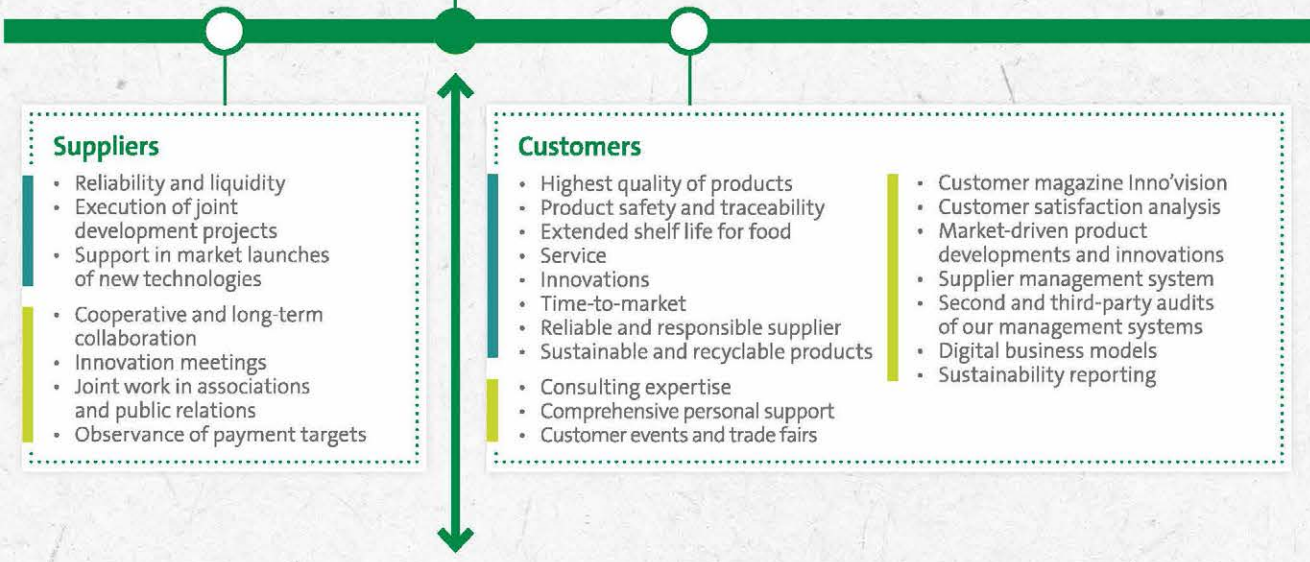 Suppliers
• Reliability and liquidity
• Execution of joint
development projects
• Support in market launches
of new technologies
• Cooperative and long-term
collaboration
• Innovation meetings
• Joint work in associations
and public relations
• Observance of payment targets
Customers
• Highest quality of products
• Product safety and traceability
• Extended shelf life for food
• Service
• Innovations
• Time-to-market
• Reliable and responsible supplier
• Sustainable and recyclable products
• Consulting expertise
• Comprehensive personal support
• Customer events and trade fairs
• Customer magazine Inno’vision
• Customer satisfaction analysis
• Market-driven product
developments and innovations
• Supplier management system
• Second and third-party audits
of our management systems
• Digital business models
• Sustainability reporting